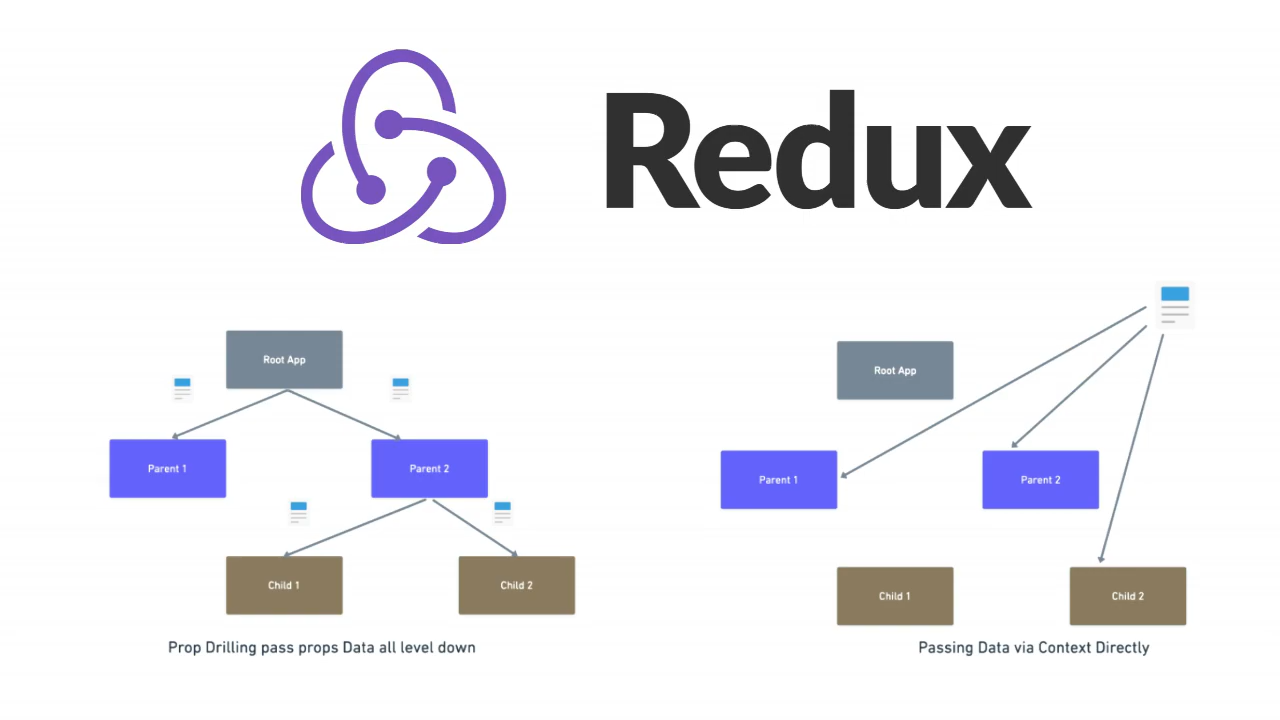 Redux
Root App
Parent 1
Parent 2
Child 1
Child 2
Prop Drilling pass props Data all level down
Root App
Parent 1
Parent 2
Child 1
Child 2
Passing Data via Context Directly